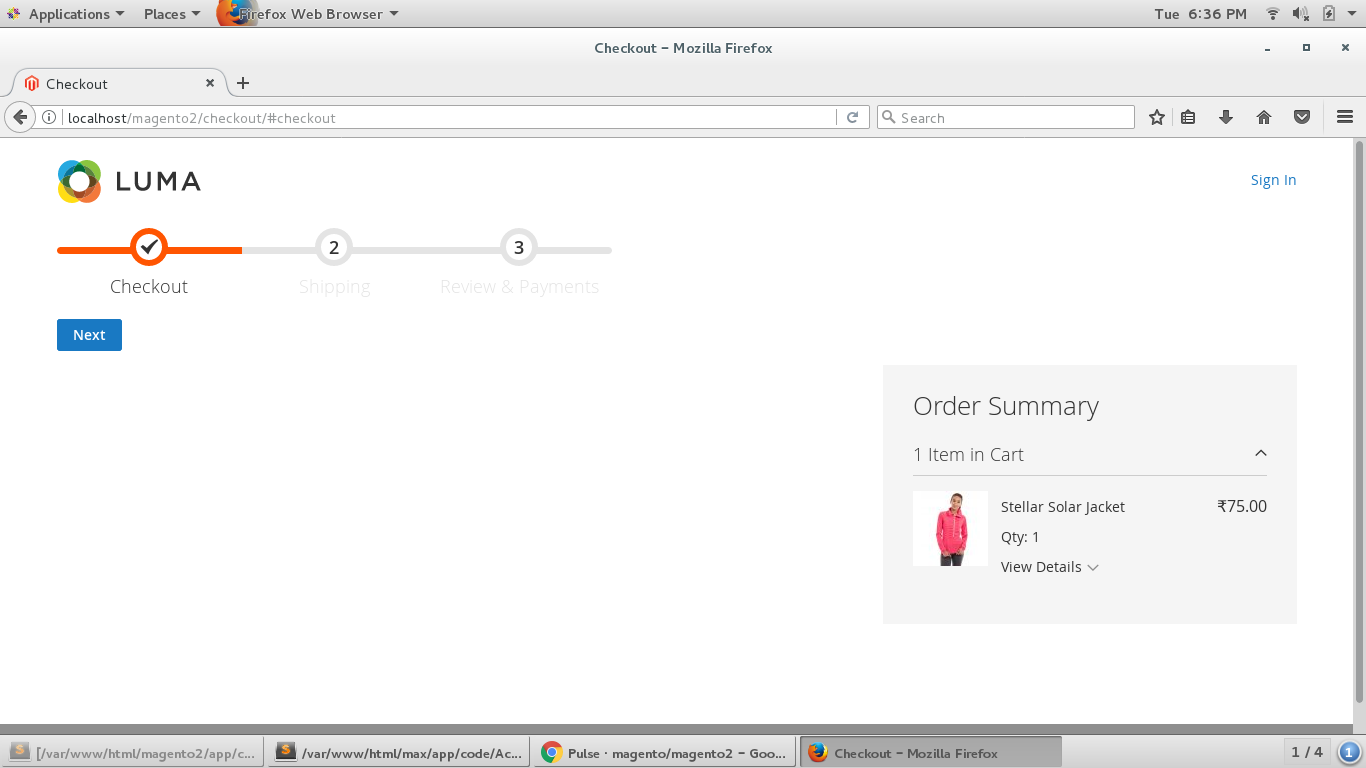 Applications Places Firefox Web Browser Tue 6:36 PM
Checkout - Mozilla Firefox
Checkout
localhost/magento2/checkout/#checkout Search
LUMA
Sign In
2 3
Checkout Shipping Review & Payments
Next
Order Summary
1 Item in Cart
Stellar Solar Jacket ₹75.00
Qty: 1
View Details
[/var/www/html/magento2/app/c... /var/www/html/max/app/code/Ac... Pulse · magento/magento2 - Goo... Checkout - Mozilla Firefox 1 / 4 1